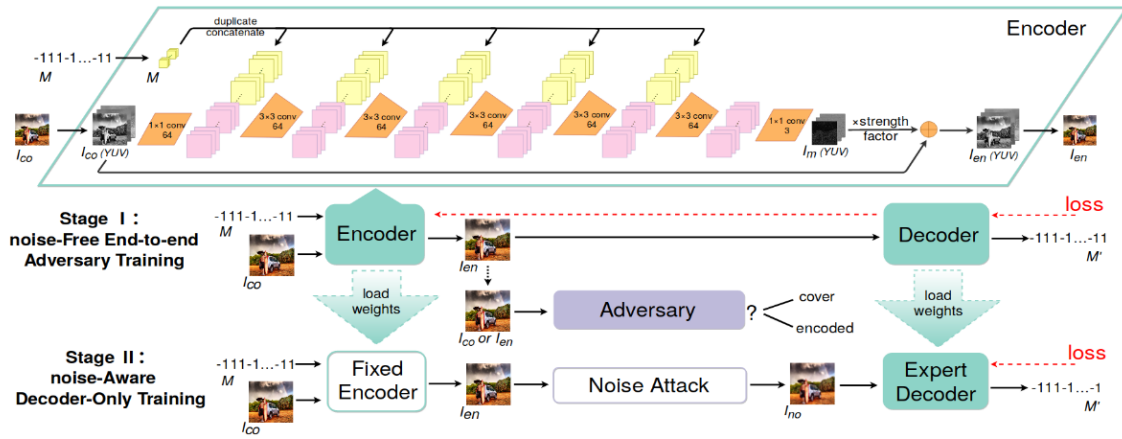 duplicate
concatenate
Encoder
-111-1...-11
M
M
1×1 conv
64
3×3 conv
64
3×3 conv
64
3×3 conv
64
3×3 conv
64
3×3 conv
64
1×1 conv
3
×strength
factor
I_co
I_co (YUV)
I_m (YUV)
I_en (YUV)
I_en
Stage I：
noise-Free End-to-end
Adversary Training
-111-1...-11
M
I_co
Encoder
I_en
Decoder
loss
-111-1...-11
M'
load
weights
I_co or I_en
Adversary
?
cover
encoded
load
weights
Stage II：
noise-Aware
Decoder-Only Training
-111-1...-11
M
I_co
Fixed
Encoder
I_en
Noise Attack
I_no
Expert
Decoder
loss
-111-1...-1
M'